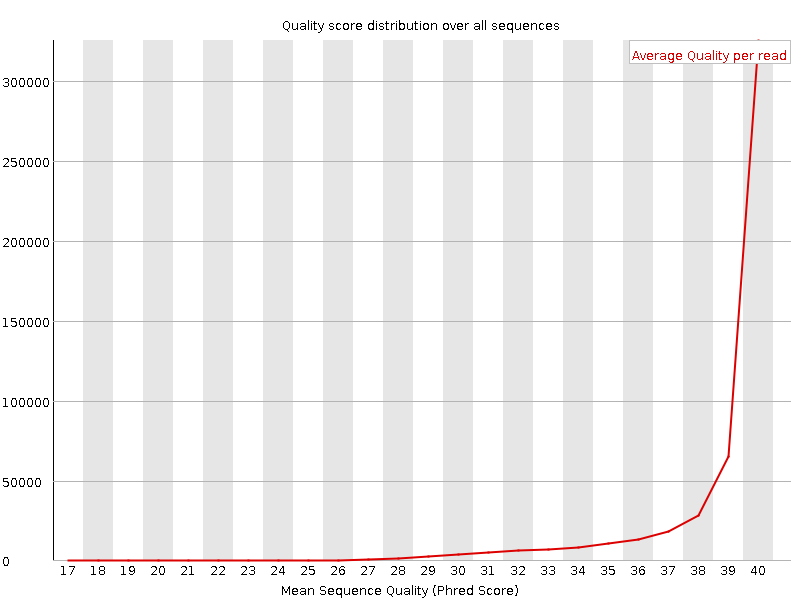 Quality score distribution over all sequences
Average Quality per read
300000
250000
200000
150000
100000
50000
0
17 18 19 20 21 22 23 24 25 26 27 28 29 30 31 32 33 34 35 36 37 38 39 40
Mean Sequence Quality (Phred Score)